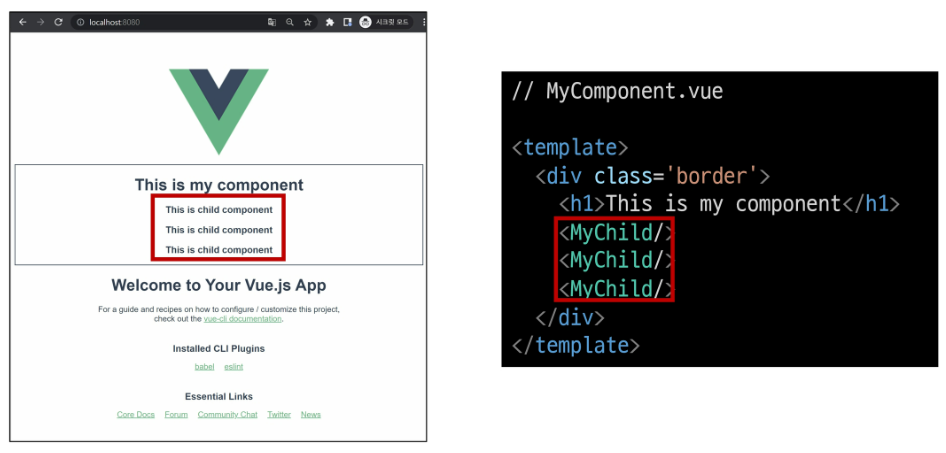 localhost:8080
시크릿 모드
This is my component
This is child component
This is child component
This is child component
Welcome to Your Vue.js App
For a guide and recipes on how to configure / customize this project,
check out the vue-cli documentation.
Installed CLI Plugins
babel eslint
Essential Links
Core Docs Forum Community Chat Twitter News
// MyComponent.vue
<template>
<div class='border'>
<h1>This is my component</h1>
<MyChild/>
<MyChild/>
<MyChild/>
</div>
</template>